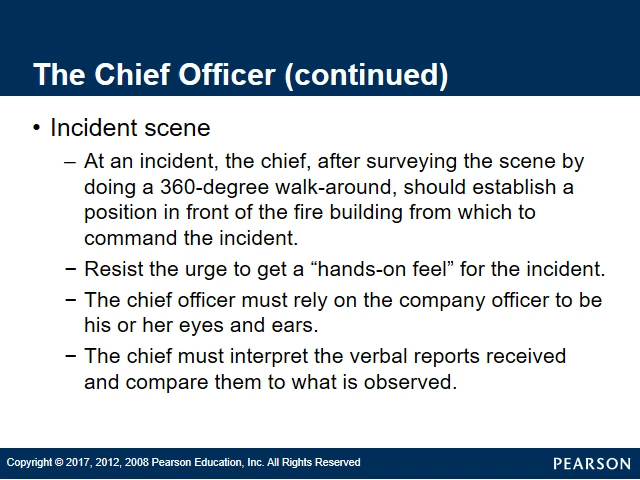 The Chief Officer (continued)
• Incident scene
– At an incident, the chief, after surveying the scene by
doing a 360-degree walk-around, should establish a
position in front of the fire building from which to
command the incident.
− Resist the urge to get a “hands-on feel” for the incident.
− The chief officer must rely on the company officer to be
his or her eyes and ears.
− The chief must interpret the verbal reports received
and compare them to what is observed.
Copyright © 2017, 2012, 2008 Pearson Education, Inc. All Rights Reserved
PEARSON